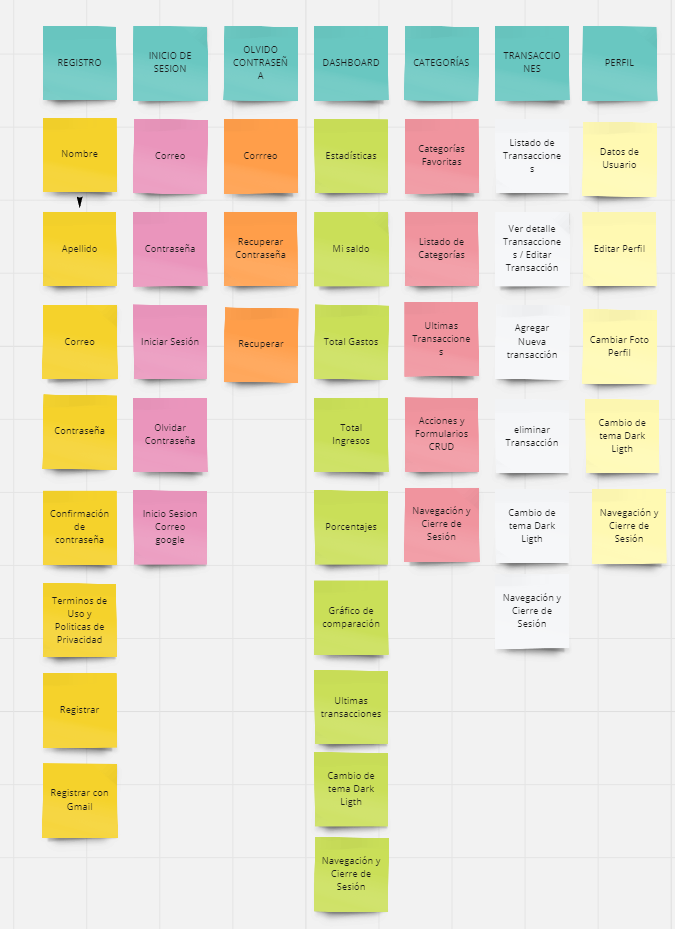 REGISTRO
INICIO DE
SESION
OLVIDO
CONTRASEÑ
A
DASHBOARD
CATEGORÍAS
TRANSACCIO
NES
PERFIL
Nombre
Apellido
Correo
Contraseña
Confirmación
de
contraseña
Terminos de
Uso y
Politicas de
Privacidad
Registrar
Registrar con
Gmail
Correo
Contraseña
Iniciar Sesión
Olvidar
Contraseña
Inicio Sesion
Correo
google
Corrreo
Recuperar
Contraseña
Recuperar
Estadísticas
Mi saldo
Total Gastos
Total
Ingresos
Porcentajes
Gráfico de
comparación
Ultimas
transacciones
Cambio de
tema Dark
Ligth
Navegación y
Cierre de
Sesión
Categorías
Favoritas
Listado de
Categorías
Ultimas
Transaccione
s
Acciones y
Formularios
CRUD
Navegación y
Cierre de
Sesión
Listado de
Transaccione
s
Ver detalle
Transaccione
s / Editar
Transacción
Agregar
Nueva
transacción
eliminar
Transacción
Cambio de
tema Dark
Ligth
Navegación y
Cierre de
Sesión
Datos de
Usuario
Editar Perfil
Cambiar Foto
Perfil
Cambio de
tema Dark
Ligth
Navegación y
Cierre de
Sesión